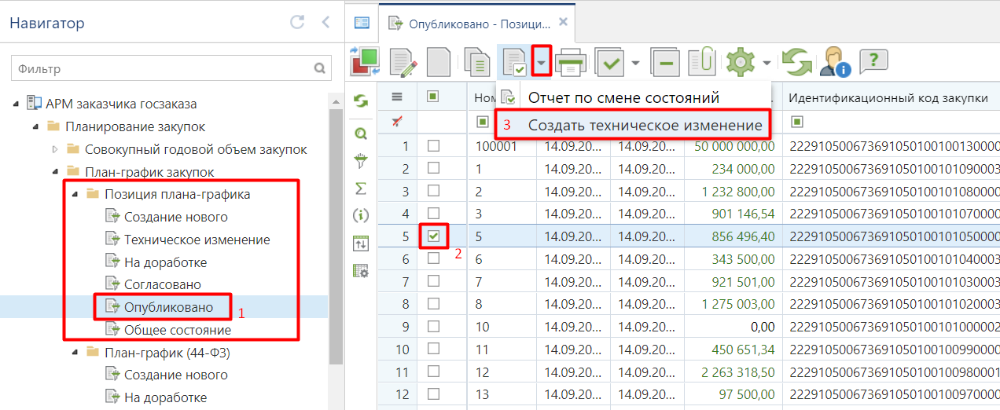 Навигатор
Фильтр
АРМ заказчика госзаказа
Планирование закупок
Совокупный годовой объем закупок
План-график закупок
Позиция плана-графика
Создание нового
Техническое изменение
На доработке
Согласовано
Опубликовано 1
Общее состояние
План-график (44-ФЗ)
Создание нового
На доработке
Опубликовано - Позици...
Отчет по смене состояний
3 Создать техническое изменение
Ном Идентификационный код закупки
1 100001 14.09.20... 14.09.20... 50 000 000,00 222910500673691050100100130000
2 1 14.09.20... 14.09.20... 234 000,00 2229105006736910501001010900003
3 2 14.09.20... 14.09.20... 1 232 800,00 222910500673691050100101080000
4 3 14.09.20... 14.09.20... 901 146,54 222910500673691050100101070000
5 5 14.09.20... 14.09.20... 856 496,40 222910500673691050100101050000
2
6 6 14.09.20... 14.09.20... 343 500,00 222910500673691050100101040003
7 7 14.09.20... 14.09.20... 921 501,00 222910500673691050100101030003
8 8 14.09.20... 14.09.20... 1 275 003,00 222910500673691050100101020003
9 10 14.09.20... 14.09.20... 0,00 222910500673691050100101000002
10 11 14.09.20... 14.09.20... 450 651,34 222910500673691050100100990000
11 12 14.09.20... 14.09.20... 2 263 318,50 222910500673691050100100980001
12 13 14.09.20... 14.09.20... 97 500,00 222910500673691050100100970000